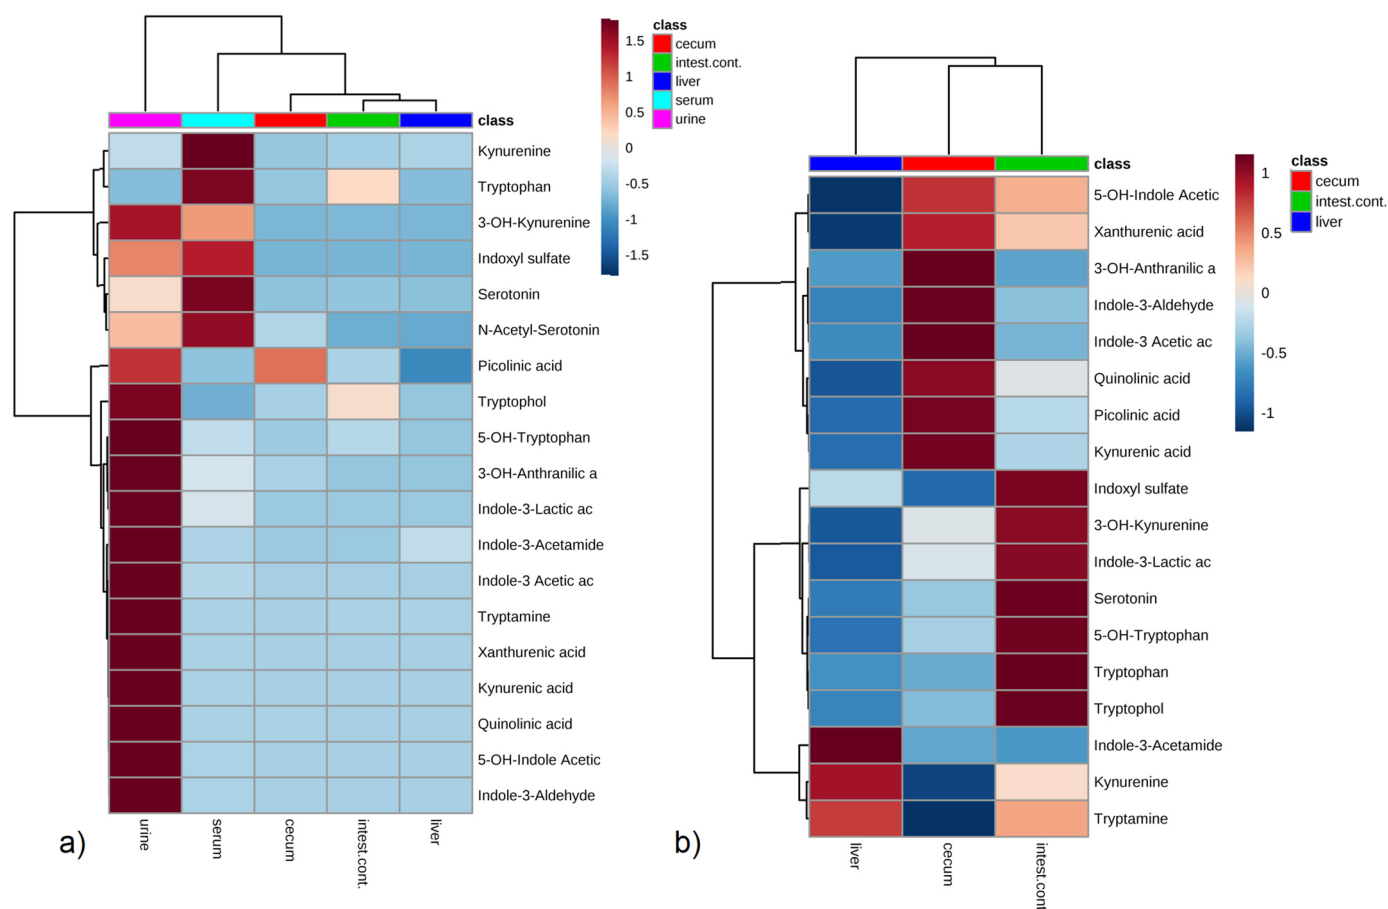 1.5
1
0.5
0
-0.5
-1
-1.5
class
cecum
intest.cont.
liver
serum
urine
class
Kynurenine
Tryptophan
3-OH-Kynurenine
Indoxyl sulfate
Serotonin
N-Acetyl-Serotonin
Picolinic acid
Tryptophol
5-OH-Tryptophan
3-OH-Anthranilic a
Indole-3-Lactic ac
Indole-3-Acetamide
Indole-3 Acetic ac
Tryptamine
Xanthurenic acid
Kynurenic acid
Quinolinic acid
5-OH-Indole Acetic
Indole-3-Aldehyde
urine
serum
cecum
intest.cont.
liver
a)
class
5-OH-Indole Acetic
Xanthurenic acid
3-OH-Anthranilic a
Indole-3-Aldehyde
Indole-3 Acetic ac
Quinolinic acid
Picolinic acid
Kynurenic acid
Indoxyl sulfate
3-OH-Kynurenine
Indole-3-Lactic ac
Serotonin
5-OH-Tryptophan
Tryptophan
Tryptophol
Indole-3-Acetamide
Kynurenine
Tryptamine
1
0.5
0
-0.5
-1
class
cecum
intest.cont.
liver
liver
cecum
intest.cont
b)